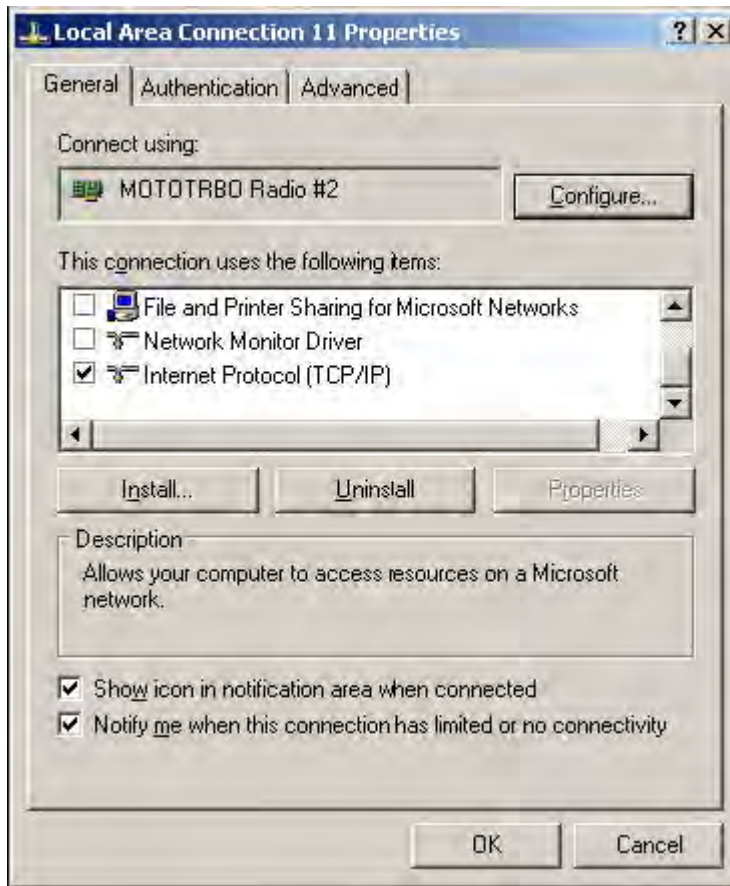 Local Area Connection 11 Properties
General Authentication Advanced
Connect using:
MOTOTRBO Radio #2 Configure...
This connection uses the following items:
File and Printer Sharing for Microsoft Networks
Network Monitor Driver
Internet Protocol (TCP/IP)
Install... Uninstall Properties
Description
Allows your computer to access resources on a Microsoft
network.
Show icon in notification area when connected
Notify me when this connection has limited or no connectivity
OK Cancel